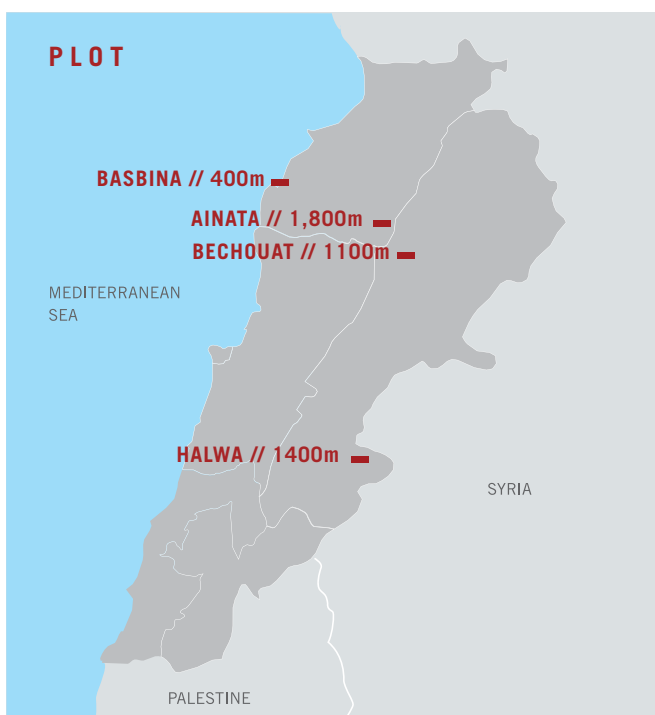 PLOT
BASBINA // 400m
AINATA // 1,800m
BECHOUAT // 1100m
MEDITERRANEAN
SEA
HALWA // 1400m
SYRIA
PALESTINE